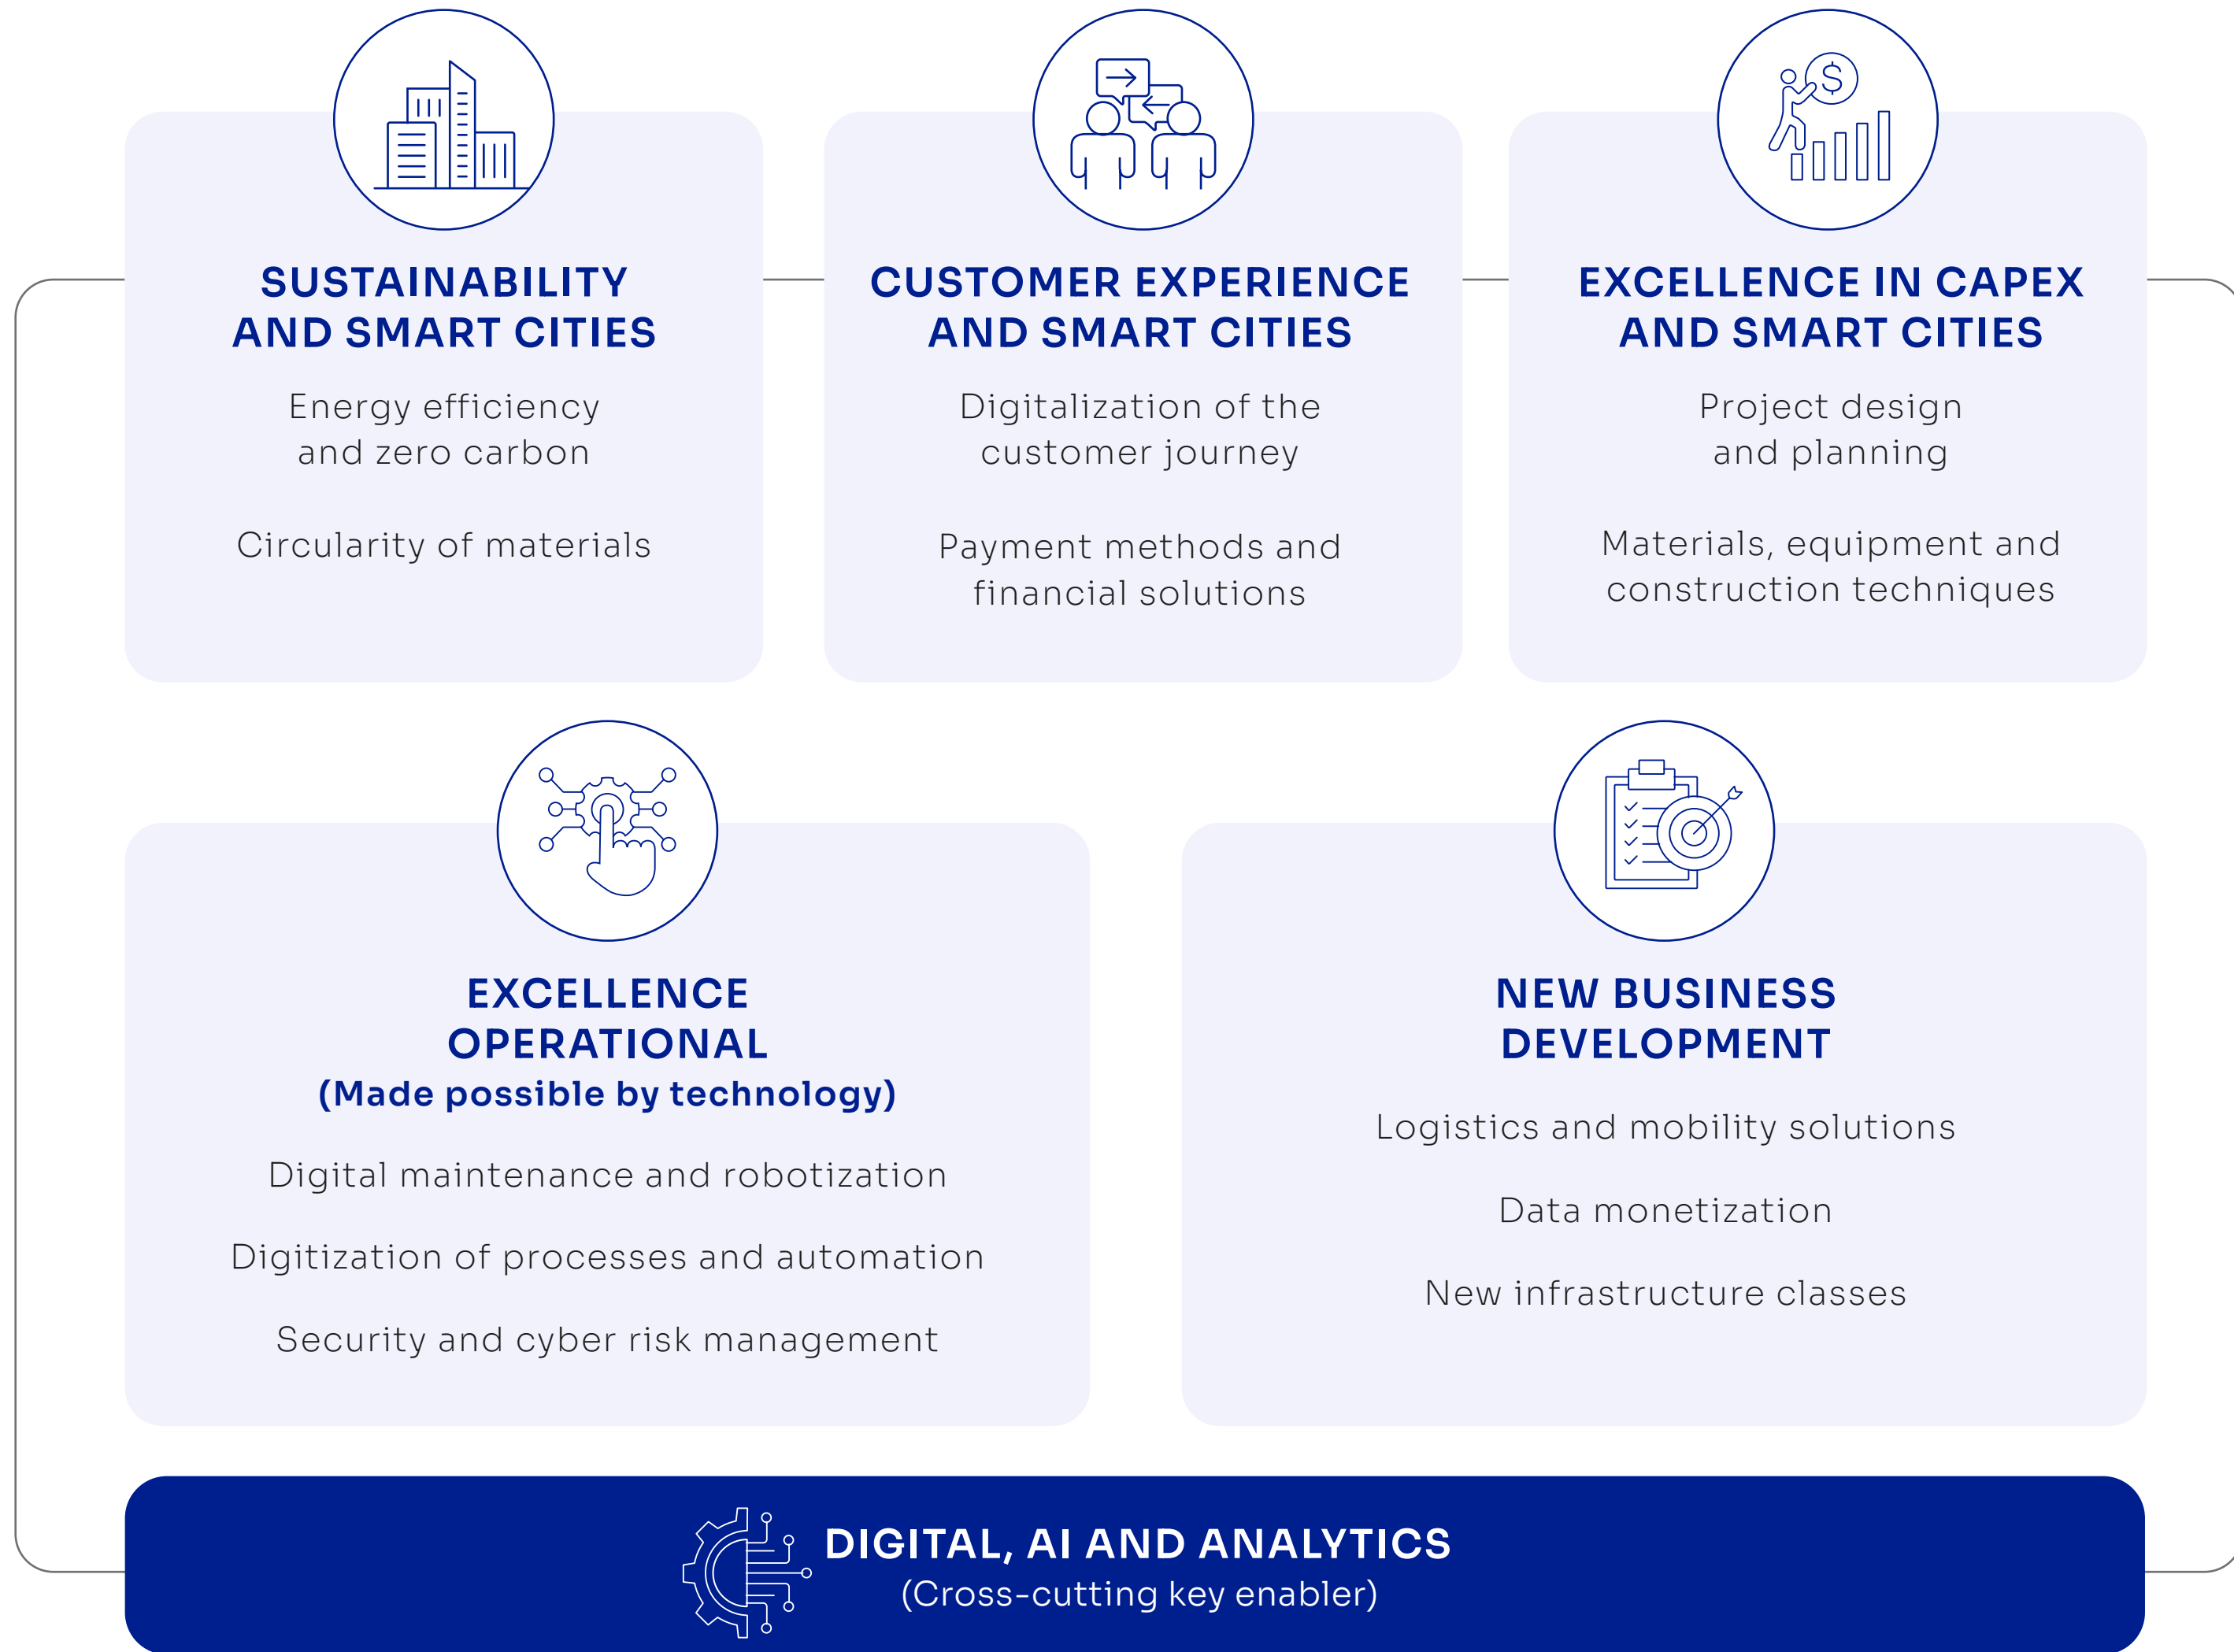 SUSTAINABILITY
AND SMART CITIES
Energy efficiency
and zero carbon
Circularity of materials
CUSTOMER EXPERIENCE
AND SMART CITIES
Digitalization of the
customer journey
Payment methods and
financial solutions
$
EXCELLENCE IN CAPEX
AND SMART CITIES
Project design
and planning
Materials, equipment and
construction techniques
EXCELLENCE
OPERATIONAL
(Made possible by technology)
Digital maintenance and robotization
Digitization of processes and automation
Security and cyber risk management
NEW BUSINESS
DEVELOPMENT
Logistics and mobility solutions
Data monetization
New infrastructure classes
DIGITAL, AI AND ANALYTICS
(Cross-cutting key enabler)